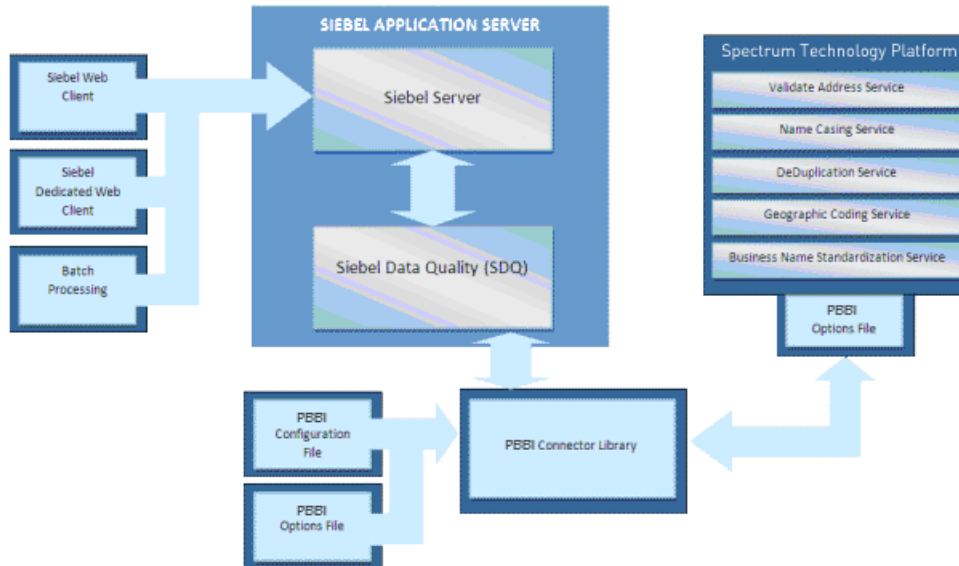 SIEBEL APPLICATION SERVER
Siebel Web
Client
Siebel
Dedicated Web
Client
Batch
Processing
Siebel Server
Siebel Data Quality (SDQ)
Spectrum Technology Platform
Validate Address Service
Name Casing Service
DeDuplication Service
Geographic Coding Service
Business Name Standardization Service
PBBI
Options File
PBBI
Configuration
File
PBBI
Options File
PBBI Connector Library